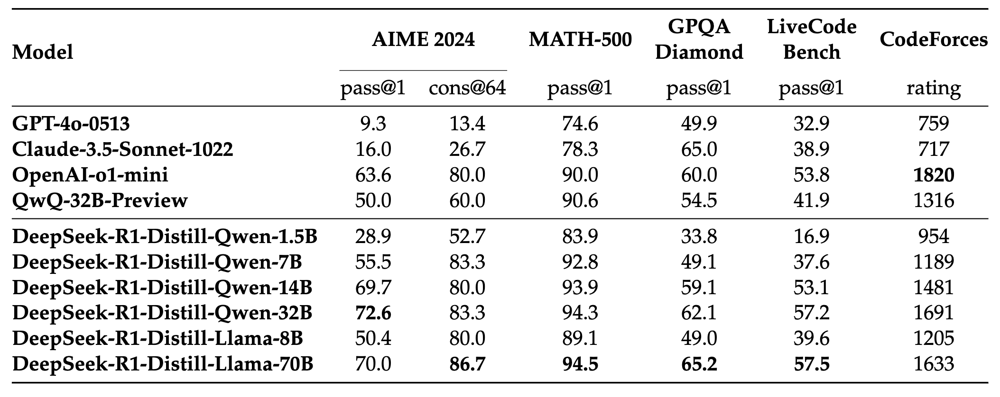 Model AIME 2024 MATH-500 GPQA Diamond LiveCode Bench CodeForces
pass@1 cons@64 pass@1 pass@1 pass@1 rating
GPT-4o-0513 9.3 13.4 74.6 49.9 32.9 759
Claude-3.5-Sonnet-1022 16.0 26.7 78.3 65.0 38.9 717
OpenAI-o1-mini 63.6 80.0 90.0 60.0 53.8 1820
QwQ-32B-Preview 50.0 60.0 90.6 54.5 41.9 1316
DeepSeek-R1-Distill-Qwen-1.5B 28.9 52.7 83.9 33.8 16.9 954
DeepSeek-R1-Distill-Qwen-7B 55.5 83.3 92.8 49.1 37.6 1189
DeepSeek-R1-Distill-Qwen-14B 69.7 80.0 93.9 59.1 53.1 1481
DeepSeek-R1-Distill-Qwen-32B 72.6 83.3 94.3 62.1 57.2 1691
DeepSeek-R1-Distill-Llama-8B 50.4 80.0 89.1 49.0 39.6 1205
DeepSeek-R1-Distill-Llama-70B 70.0 86.7 94.5 65.2 57.5 1633